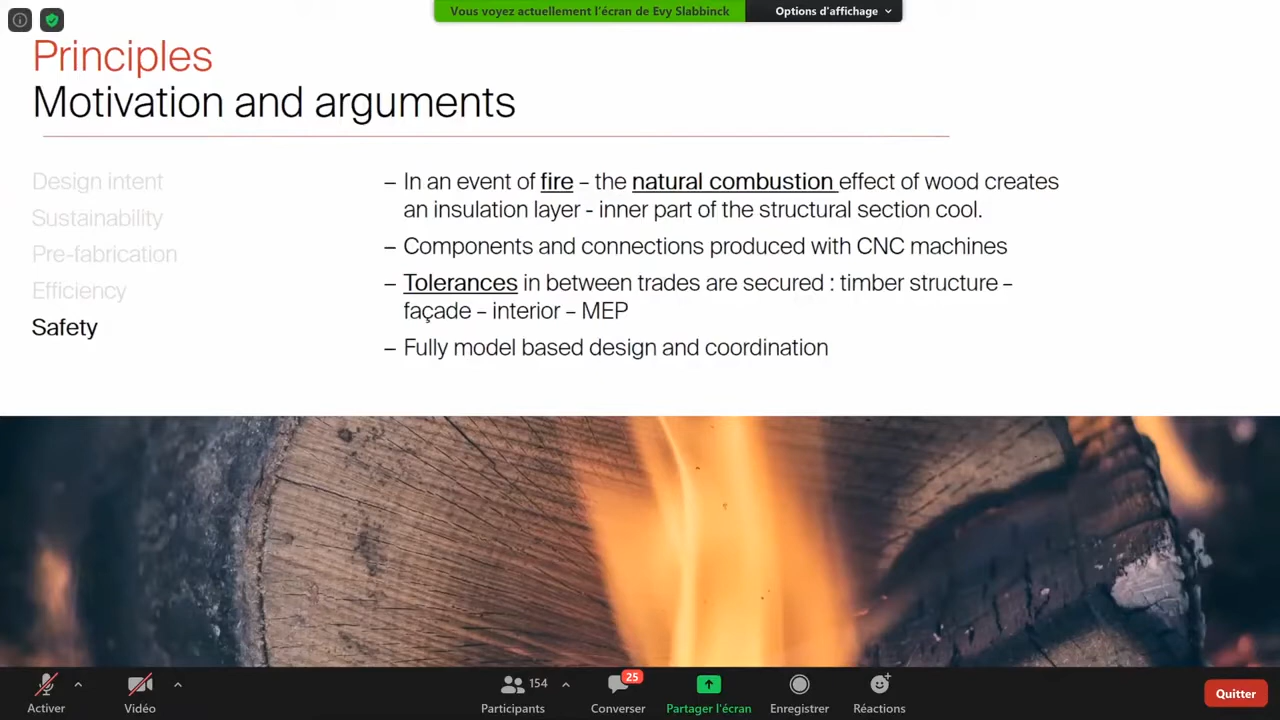 Vous voyez actuellement l'écran de Evy Slabbinck
Options d'affichage
Principles
Motivation and arguments
Design intent
Sustainability
Pre-fabrication
Efficiency
Safety
– In an event of fire – the natural combustion effect of wood creates
an insulation layer - inner part of the structural section cool.
– Components and connections produced with CNC machines
– Tolerances in between trades are secured : timber structure –
façade – interior – MEP
– Fully model based design and coordination
Activer
Vidéo
154
Participants
25
Converser
Partager l'écran
Enregistrer
Réactions
Quitter